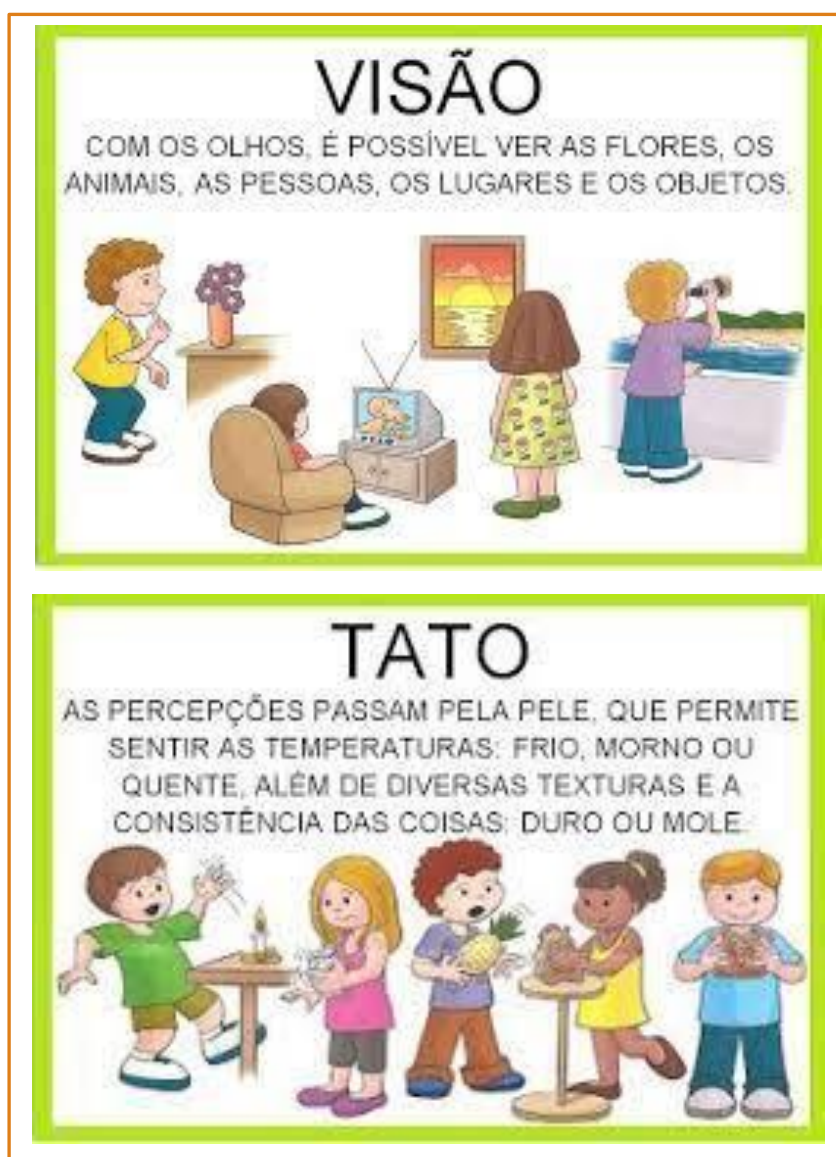 VISÃO
COM OS OLHOS, É POSSÍVEL VER AS FLORES, OS
ANIMAIS, AS PESSOAS, OS LUGARES E OS OBJETOS.
TATO
AS PERCEPÇÕES PASSAM PELA PELE, QUE PERMITE
SENTIR AS TEMPERATURAS: FRIO, MORNO OU
QUENTE, ALÉM DE DIVERSAS TEXTURAS E A
CONSISTÊNCIA DAS COISAS: DURO OU MOLE.